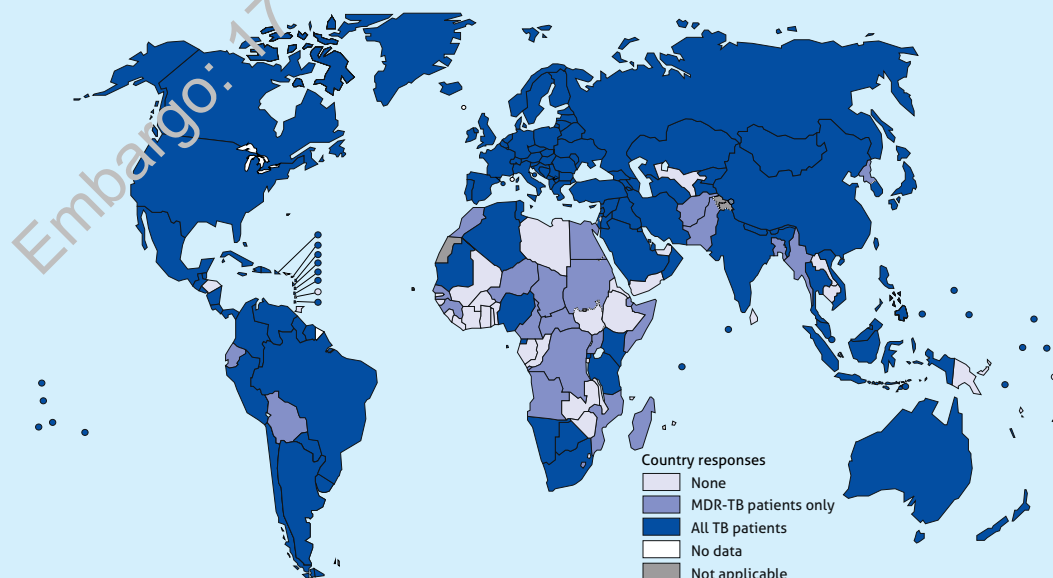 Embargo: 17
Country responses
None
MDR-TB patients only
All TB patients
No data
Not applicable